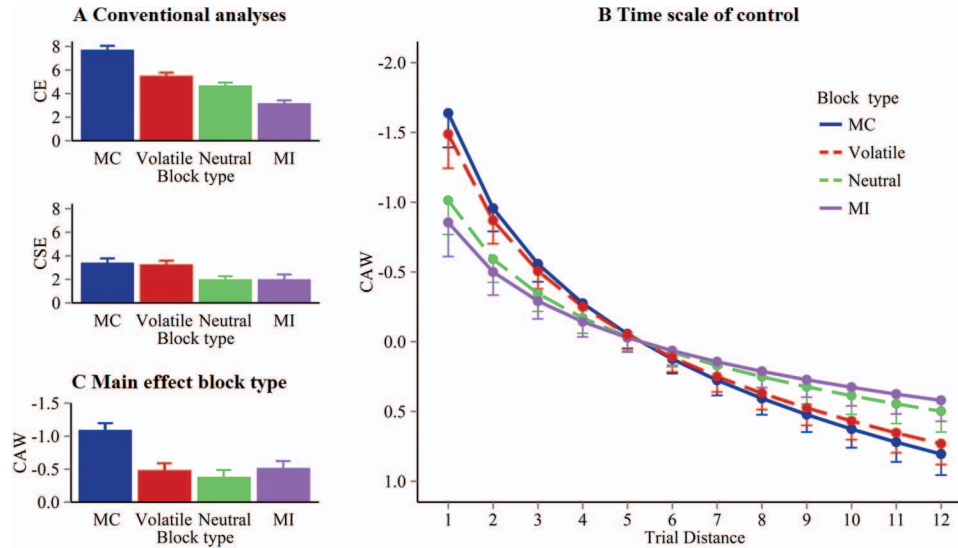 A Conventional analyses
8
6
4
2
0
CE
MC Volatile Neutral MI
Block type
8
6
4
2
0
CSE
MC Volatile Neutral MI
Block type
C Main effect block type
-1.5
-1.0
-0.5
0.0
CAW
MC Volatile Neutral MI
Block type
B Time scale of control
-2.0
-1.5
-1.0
-0.5
0.0
0.5
1.0
CAW
Block type
MC
Volatile
Neutral
MI
1 2 3 4 5 6 7 8 9 10 11 12
Trial Distance